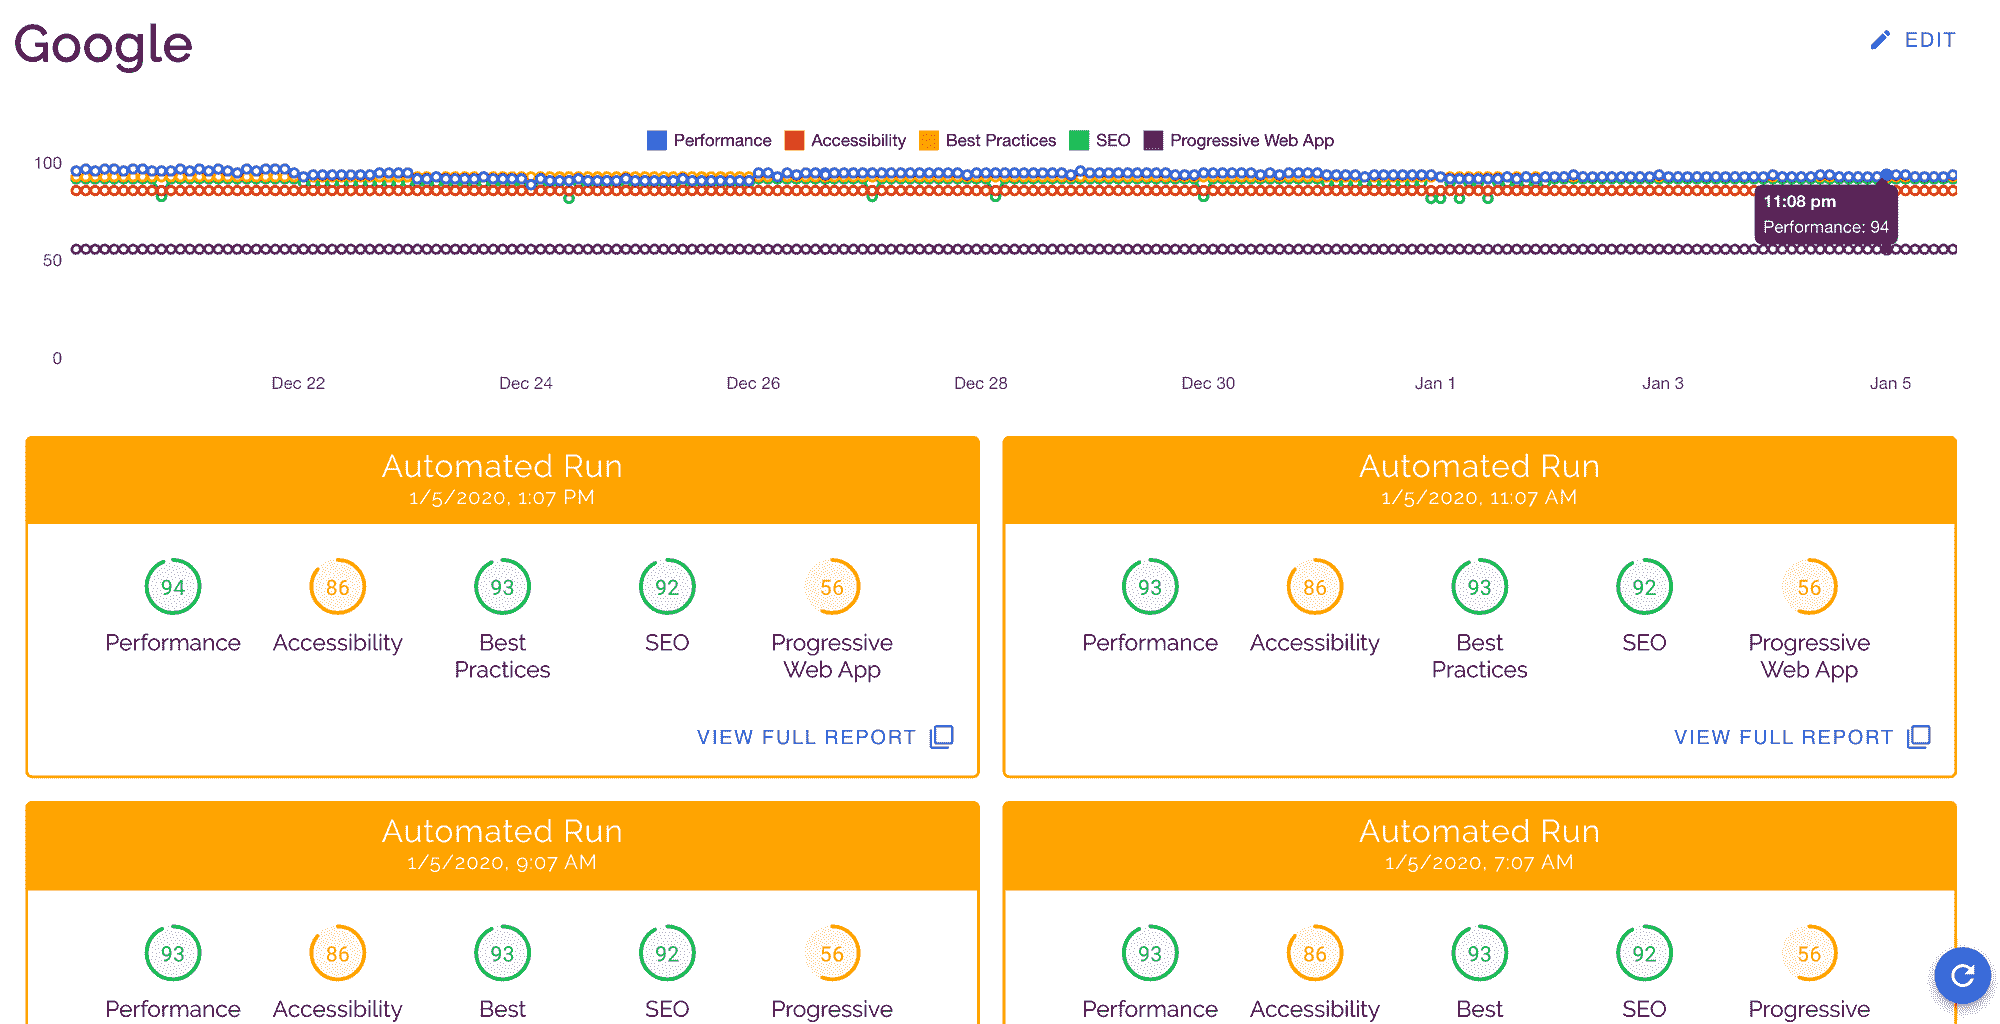 Google
EDIT
Performance Accessibility Best Practices SEO Progressive Web App
100
50
0
11:08 pm
Performance: 94
Dec 22 Dec 24 Dec 26 Dec 28 Dec 30 Jan 1 Jan 3 Jan 5
Automated Run
1/5/2020, 1:07 PM
94 86 93 92 56
Performance Accessibility Best SEO Progressive
Practices Web App
VIEW FULL REPORT
Automated Run
1/5/2020, 11:07 AM
93 86 93 92 56
Performance Accessibility Best SEO Progressive
Practices Web App
VIEW FULL REPORT
Automated Run
1/5/2020, 9:07 AM
93 86 93 92 56
Performance Accessibility Best SEO Progressive
Automated Run
1/5/2020, 7:07 AM
93 86 93 92 56
Performance Accessibility Best SEO Progressive